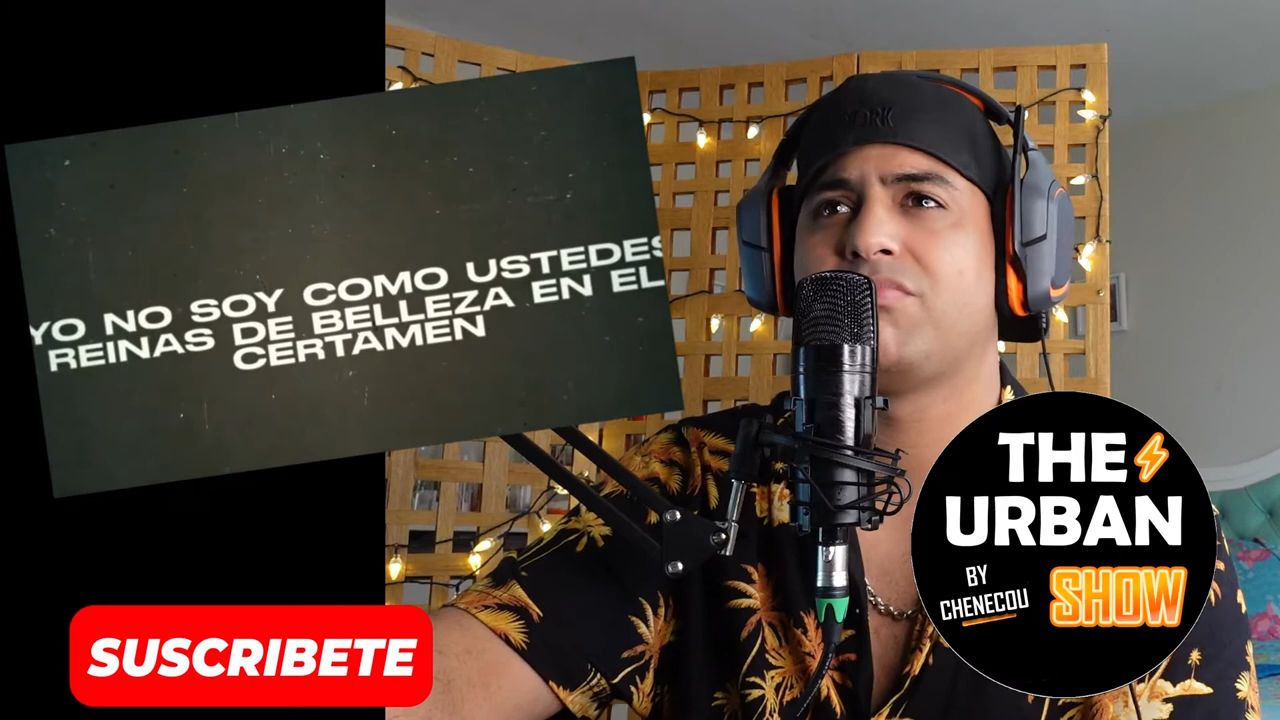 YO NO SOY COMO USTEDES
REINAS DE BELLEZA EN EL
CERTAMEN
THE
URBAN
BY
CHENECOU
SHOW
SUSCRIBETE